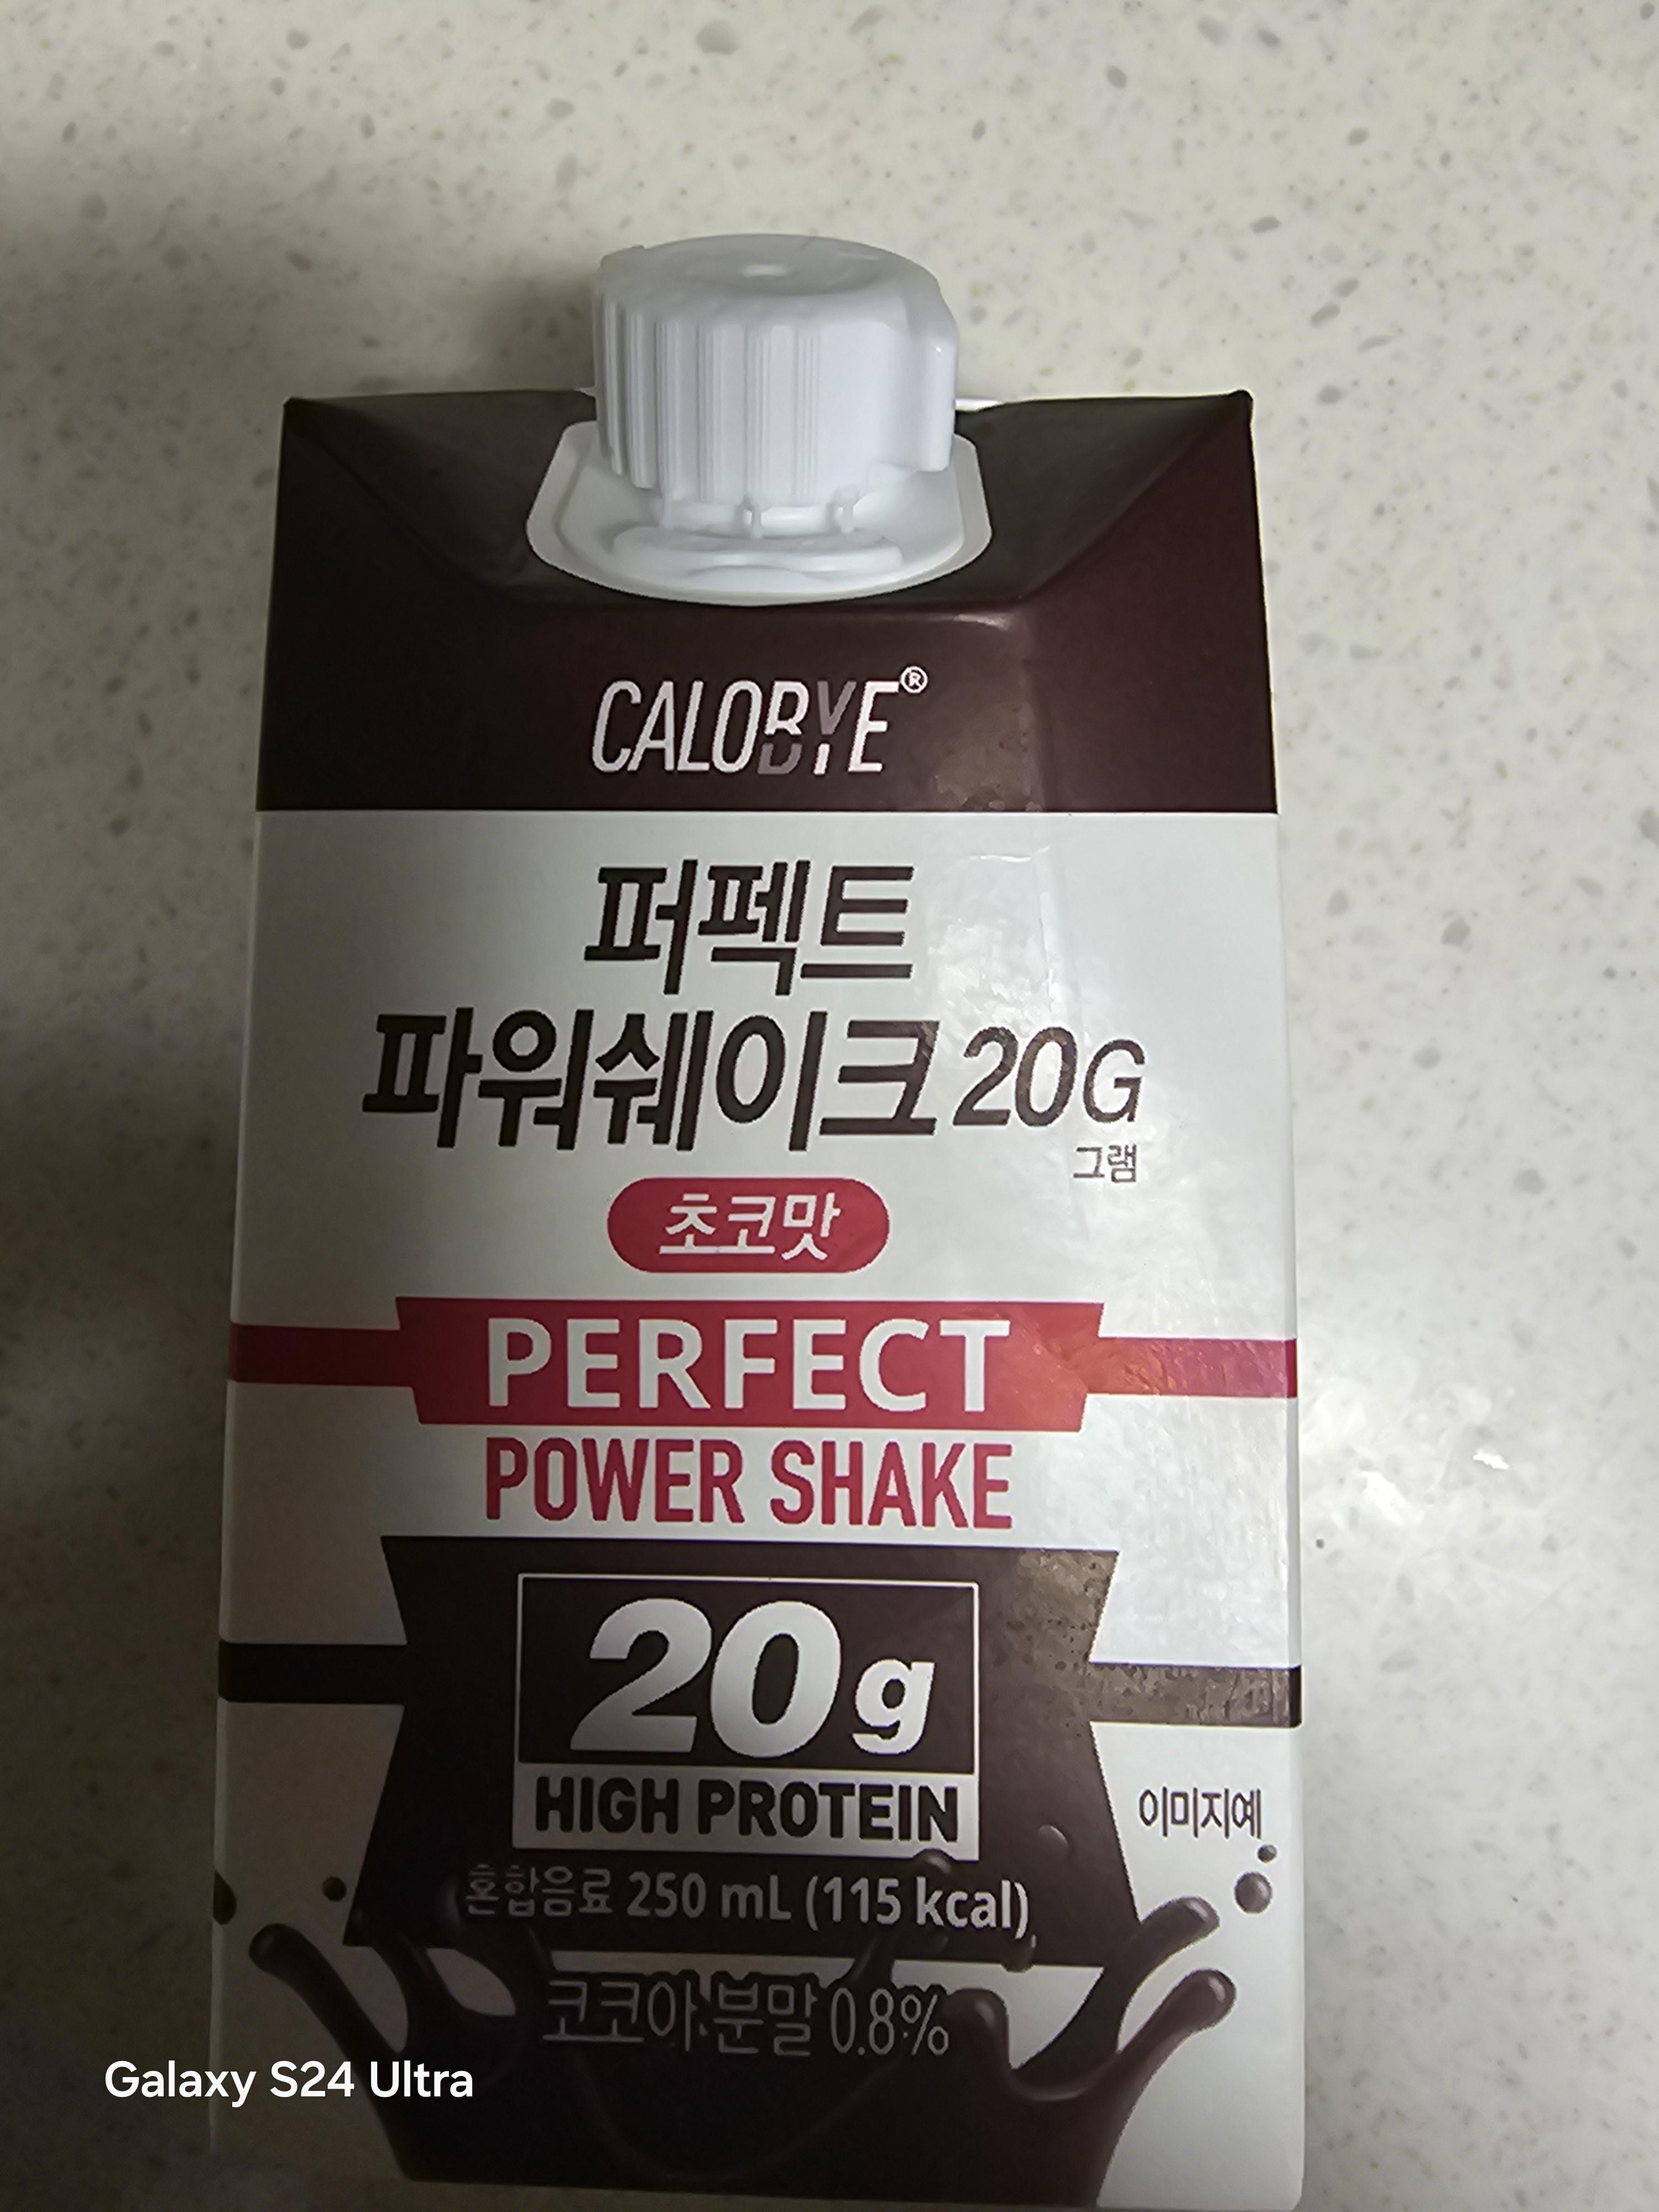 CALOBYE®
퍼펙트
파워쉐이크 20G
그램
초코맛
PERFECT
POWER SHAKE
20g
HIGH PROTEIN
이미지예
혼합음료 250 mL (115 kcal)
코코아분말 0.8%
Galaxy S24 Ultra